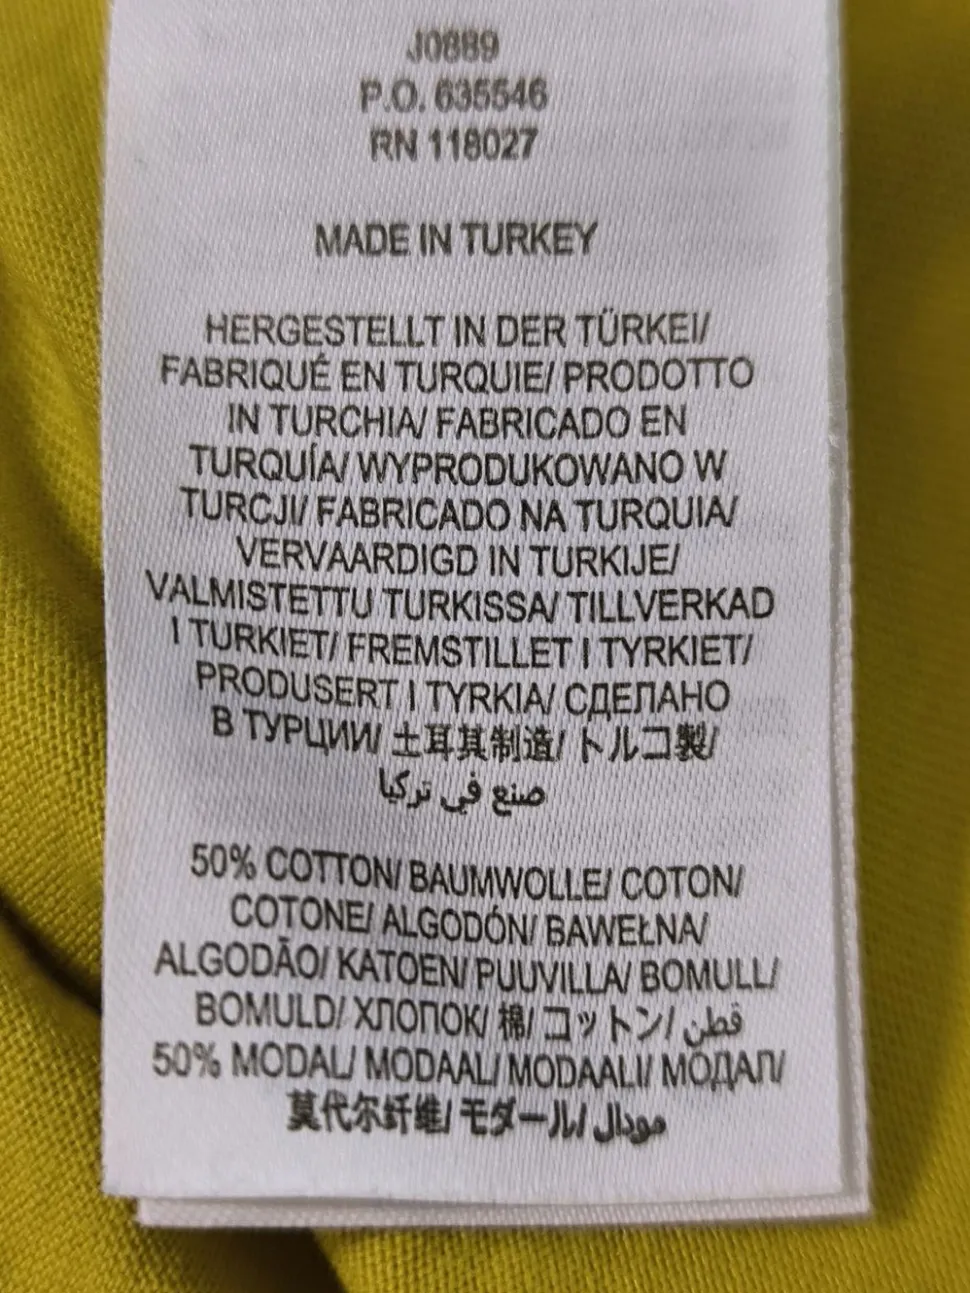 J0889
P.O. 635546
RN 118027
MADE IN TURKEY
HERGESTELLT IN DER TÜRKEI/
FABRIQUÉ EN TURQUIE/ PRODOTTO
IN TURCHIA/ FABRICADO EN
TURQUÍA/ WYPRODUKOWANO W
TURCJI/ FABRICADO NA TURQUIA/
VERVAARDIGD IN TURKIJE/
VALMISTETTU TURKISSA/ TILLVERKAD
I TURKIET/ FREMSTILLET I TYRKIET/
PRODUSERT I TYRKIA/ СДЕЛАНО
В ТУРЦИИ/ 土耳其制造/ トルコ製/
صنع في تركيا
50% COTTON/ BAUMWOLLE/ COTON/
COTONE/ ALGODÓN/ BAWEŁNA/
ALGODÃO/ KATOEN/ PUUVILLA/ BOMULL/
BOMULD/ ХЛОПОК/ 棉/ コットン/ قطن
50% MODAL/ MODAAL/ MODAALI/ МОДАЛ/
莫代尔纤维/ モダール/ مودال